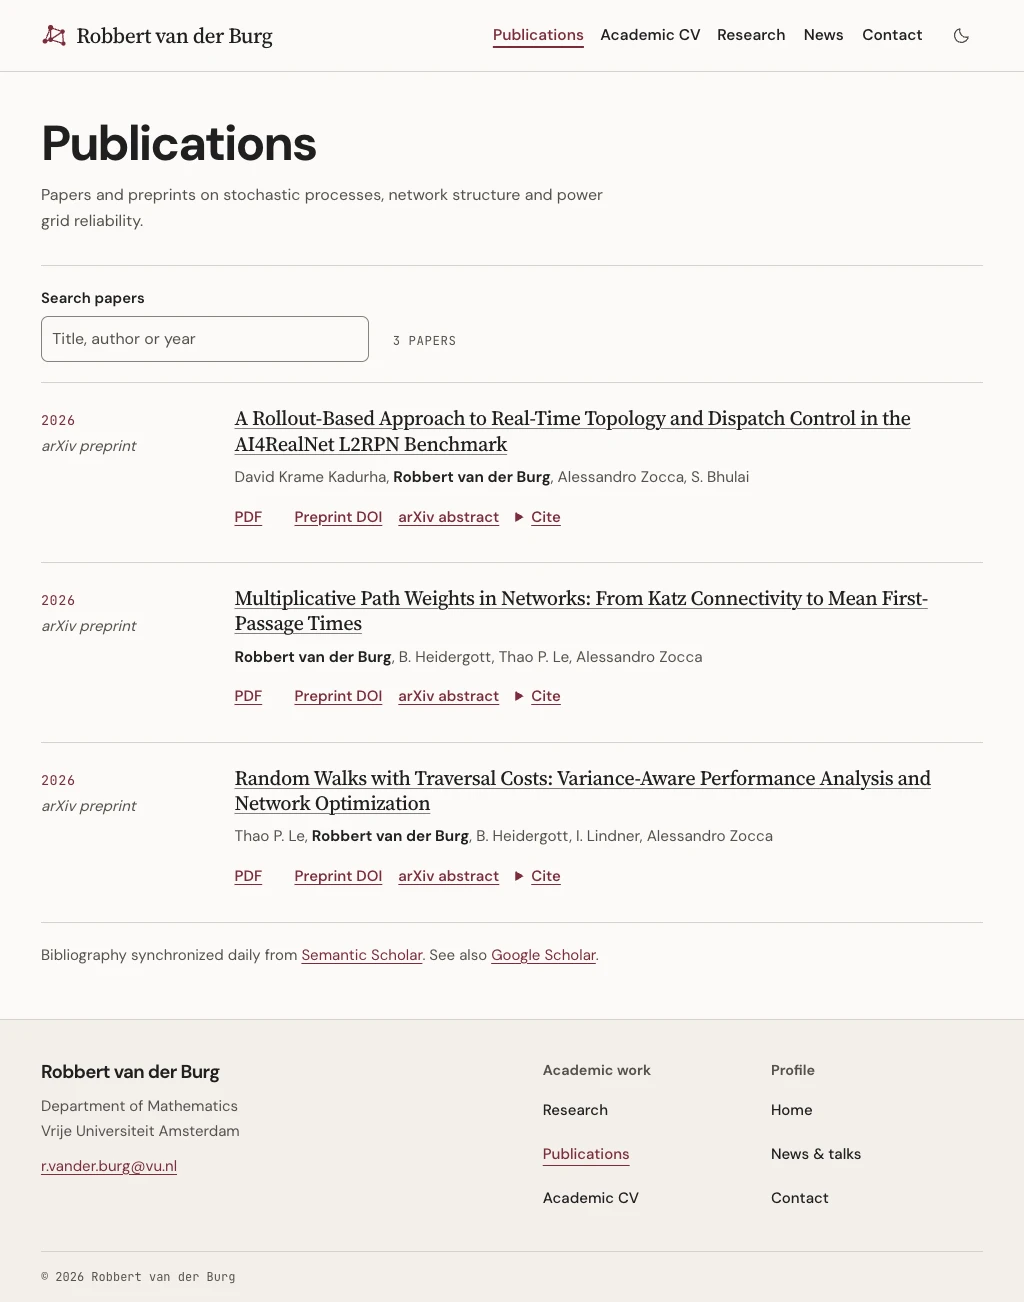 Robbert van der Burg
Publications Academic CV Research News Contact
Publications
Papers and preprints on stochastic processes, network structure and power
grid reliability.
Search papers
Title, author or year
3 PAPERS
2026
arXiv preprint
A Rollout-Based Approach to Real-Time Topology and Dispatch Control in the
AI4RealNet L2RPN Benchmark
David Krame Kadurha, Robbert van der Burg, Alessandro Zocca, S. Bhulai
PDF Preprint DOI arXiv abstract Cite
2026
arXiv preprint
Multiplicative Path Weights in Networks: From Katz Connectivity to Mean First-
Passage Times
Robbert van der Burg, B. Heidergott, Thao P. Le, Alessandro Zocca
PDF Preprint DOI arXiv abstract Cite
2026
arXiv preprint
Random Walks with Traversal Costs: Variance-Aware Performance Analysis and
Network Optimization
Thao P. Le, Robbert van der Burg, B. Heidergott, I. Lindner, Alessandro Zocca
PDF Preprint DOI arXiv abstract Cite
Bibliography synchronized daily from Semantic Scholar. See also Google Scholar.
Robbert van der Burg
Department of Mathematics
Vrije Universiteit Amsterdam
r.vander.burg@vu.nl
Academic work
Research
Publications
Academic CV
Profile
Home
News & talks
Contact
© 2026 Robbert van der Burg